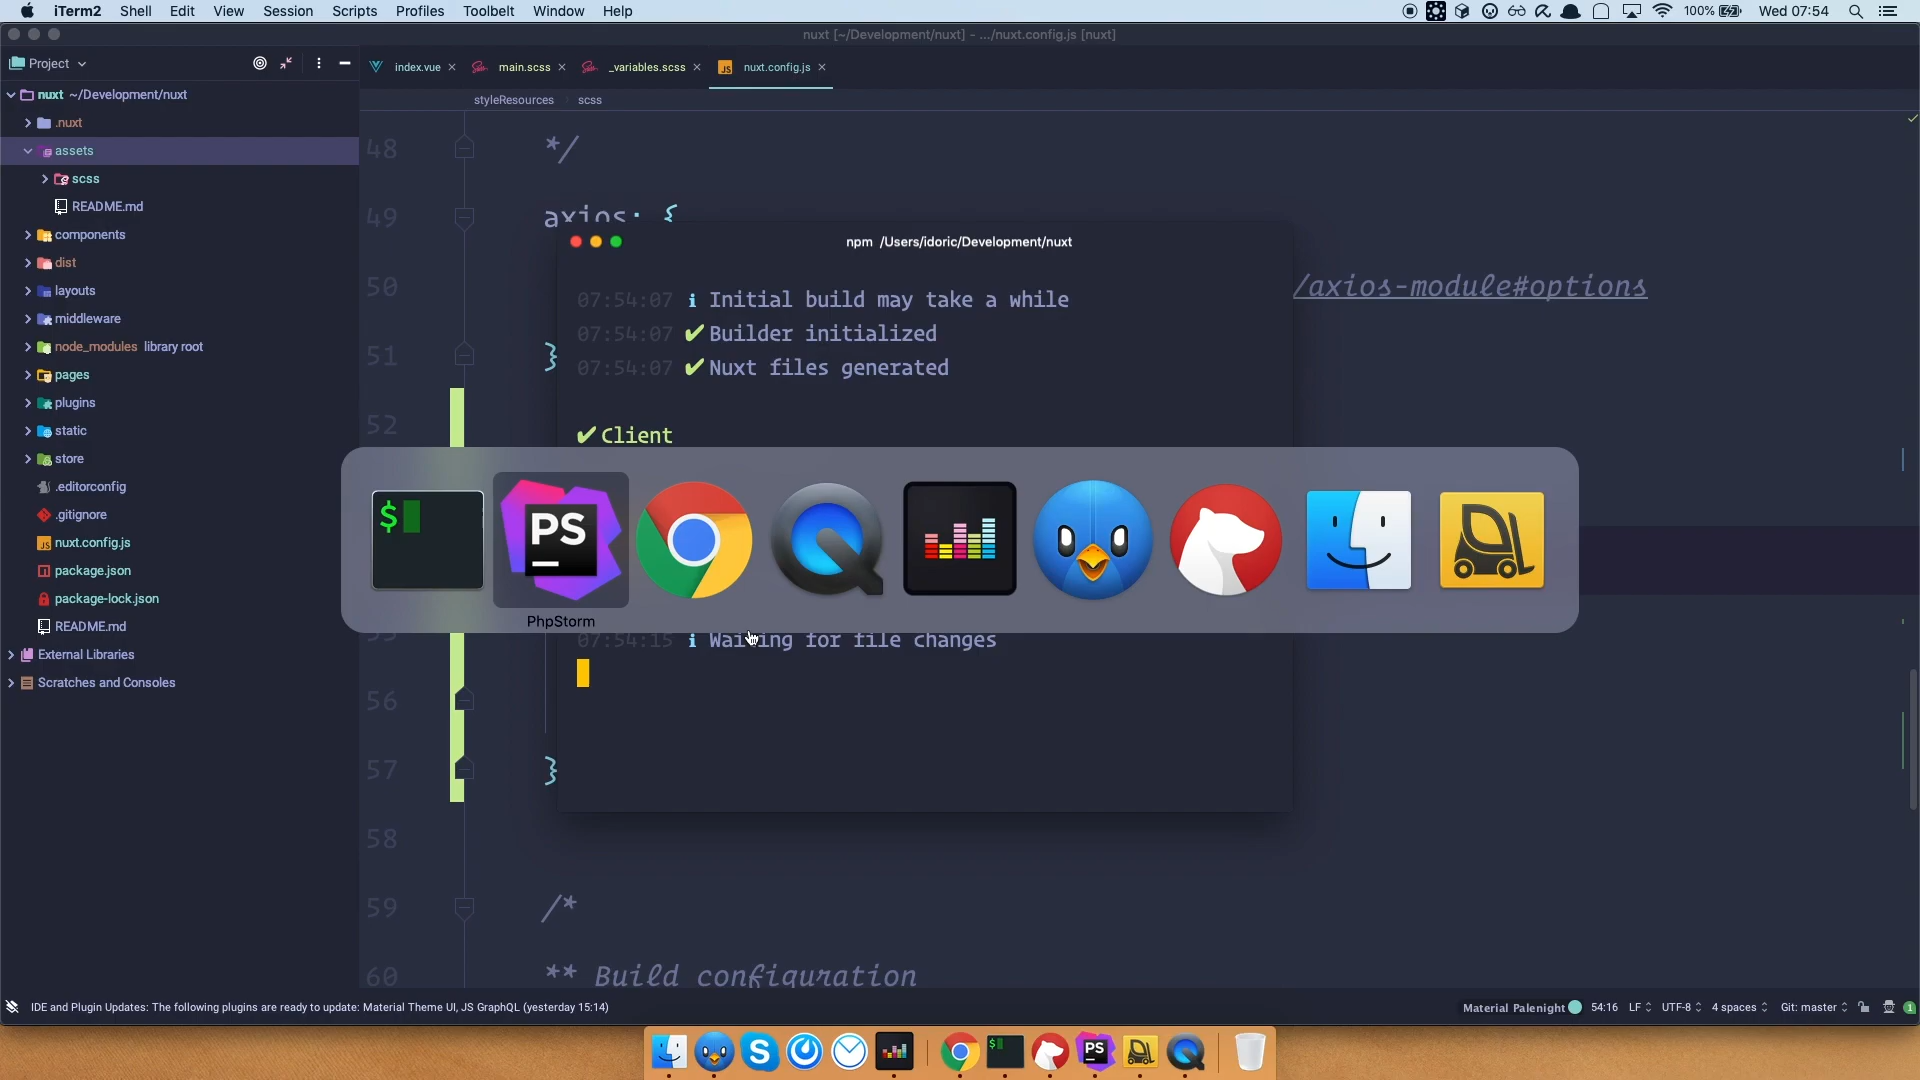 iTerm2 Shell Edit View Session Scripts Profiles Toolbelt Window Help 100% Wed 07:54
nuxt [~/Development/nuxt] - .../nuxt.config.js [nuxt]
Project
index.vue
main.scss
_variables.scss
JS nuxt.config.js
styleResources scss
nuxt ~/Development/nuxt
.nuxt
assets
scss
README.md
components
dist
layouts
middleware
node_modules library root
pages
plugins
static
store
.editorconfig
.gitignore
JS nuxt.config.js
package.json
package-lock.json
README.md
External Libraries
Scratches and Consoles
48 */
49 axios: {
50 /axios-module#options
51 }
52
56
57 }
58
59 /*
60 ** Build configuration
npm /Users/idoric/Development/nuxt
07:54:07 i Initial build may take a while
07:54:07 ✔ Builder initialized
07:54:07 ✔ Nuxt files generated
✔ Client
$
PS
PhpStorm
07:54:15 i Waiting for file changes
IDE and Plugin Updates: The following plugins are ready to update: Material Theme UI, JS GraphQL (yesterday 15:14)
Material Palenight 54:16 LF UTF-8 4 spaces Git: master 1
S
$
PS